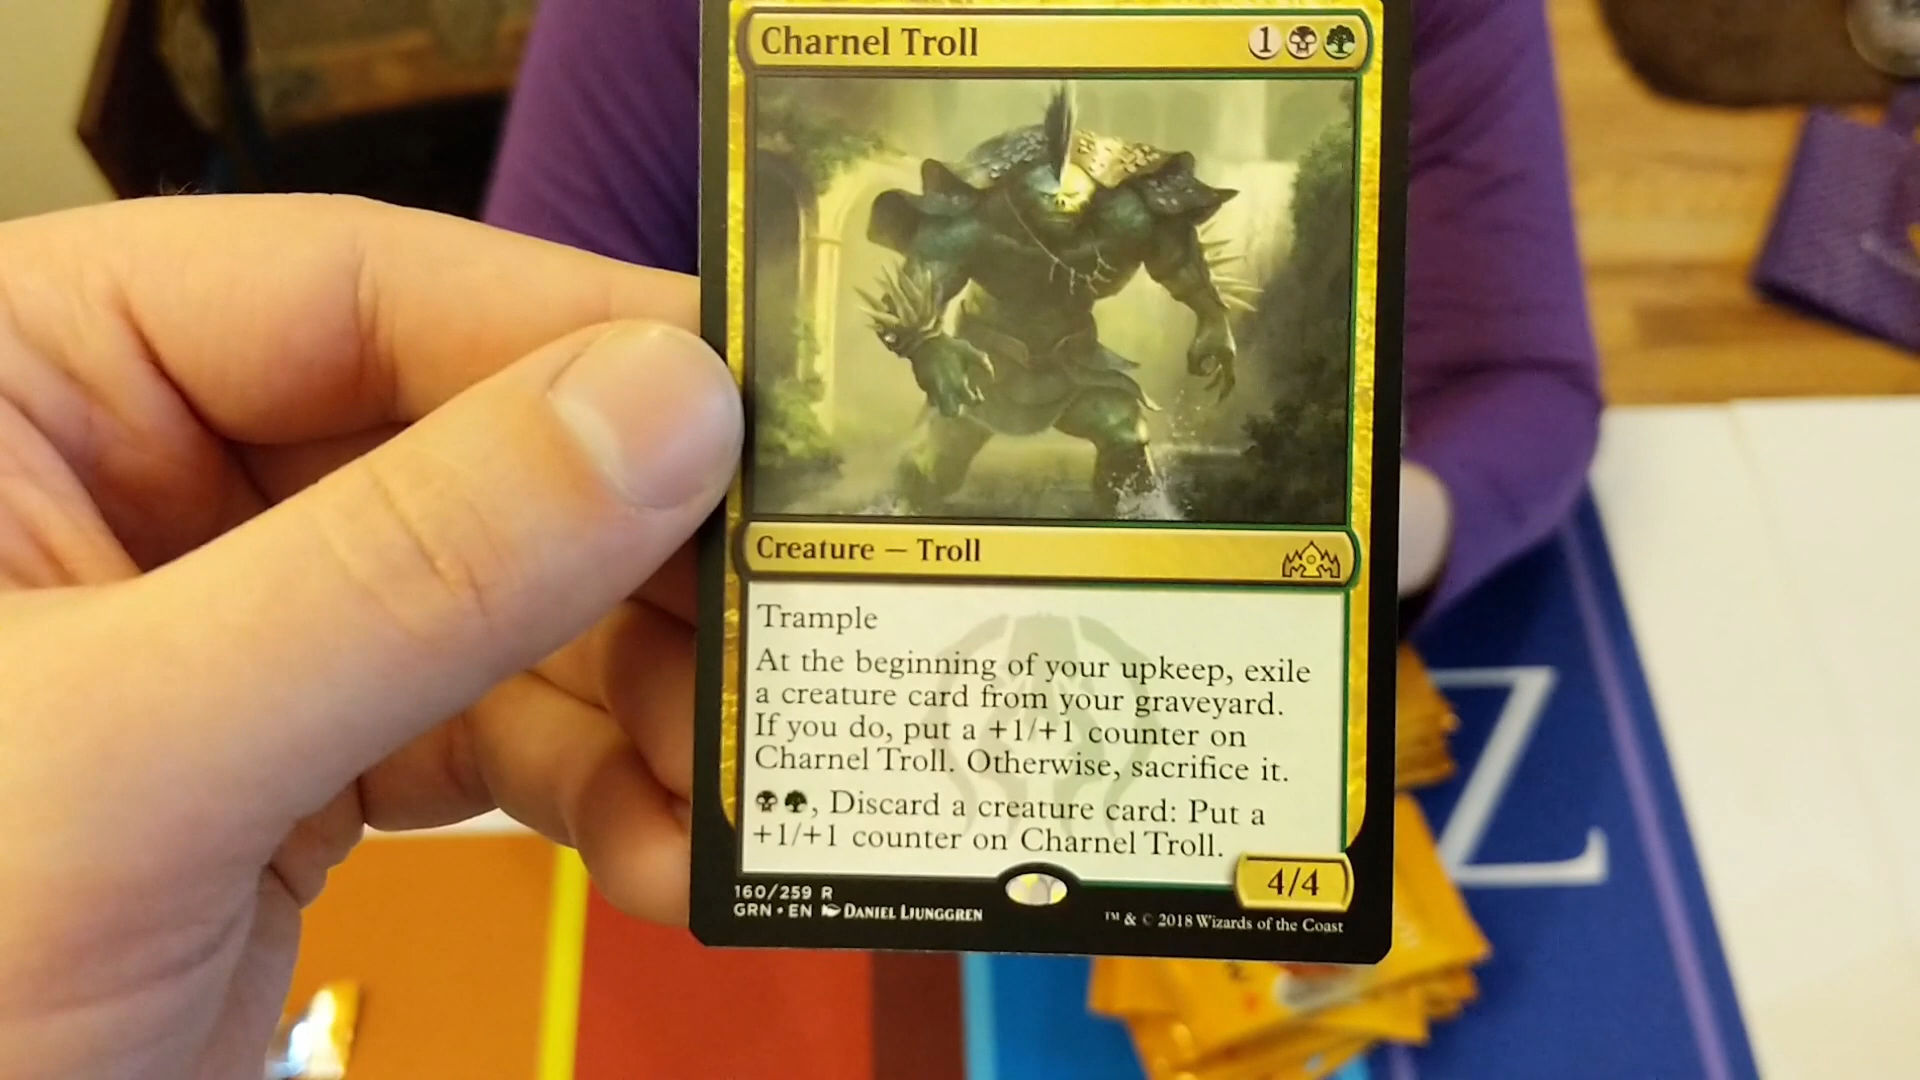 Charnel Troll 1
Creature — Troll
Trample
At the beginning of your upkeep, exile
a creature card from your graveyard.
If you do, put a +1/+1 counter on
Charnel Troll. Otherwise, sacrifice it.
, Discard a creature card: Put a
+1/+1 counter on Charnel Troll.
4/4
160/259 R
GRN • EN DANIEL LJUNGGREN
™ & © 2018 Wizards of the Coast
Z